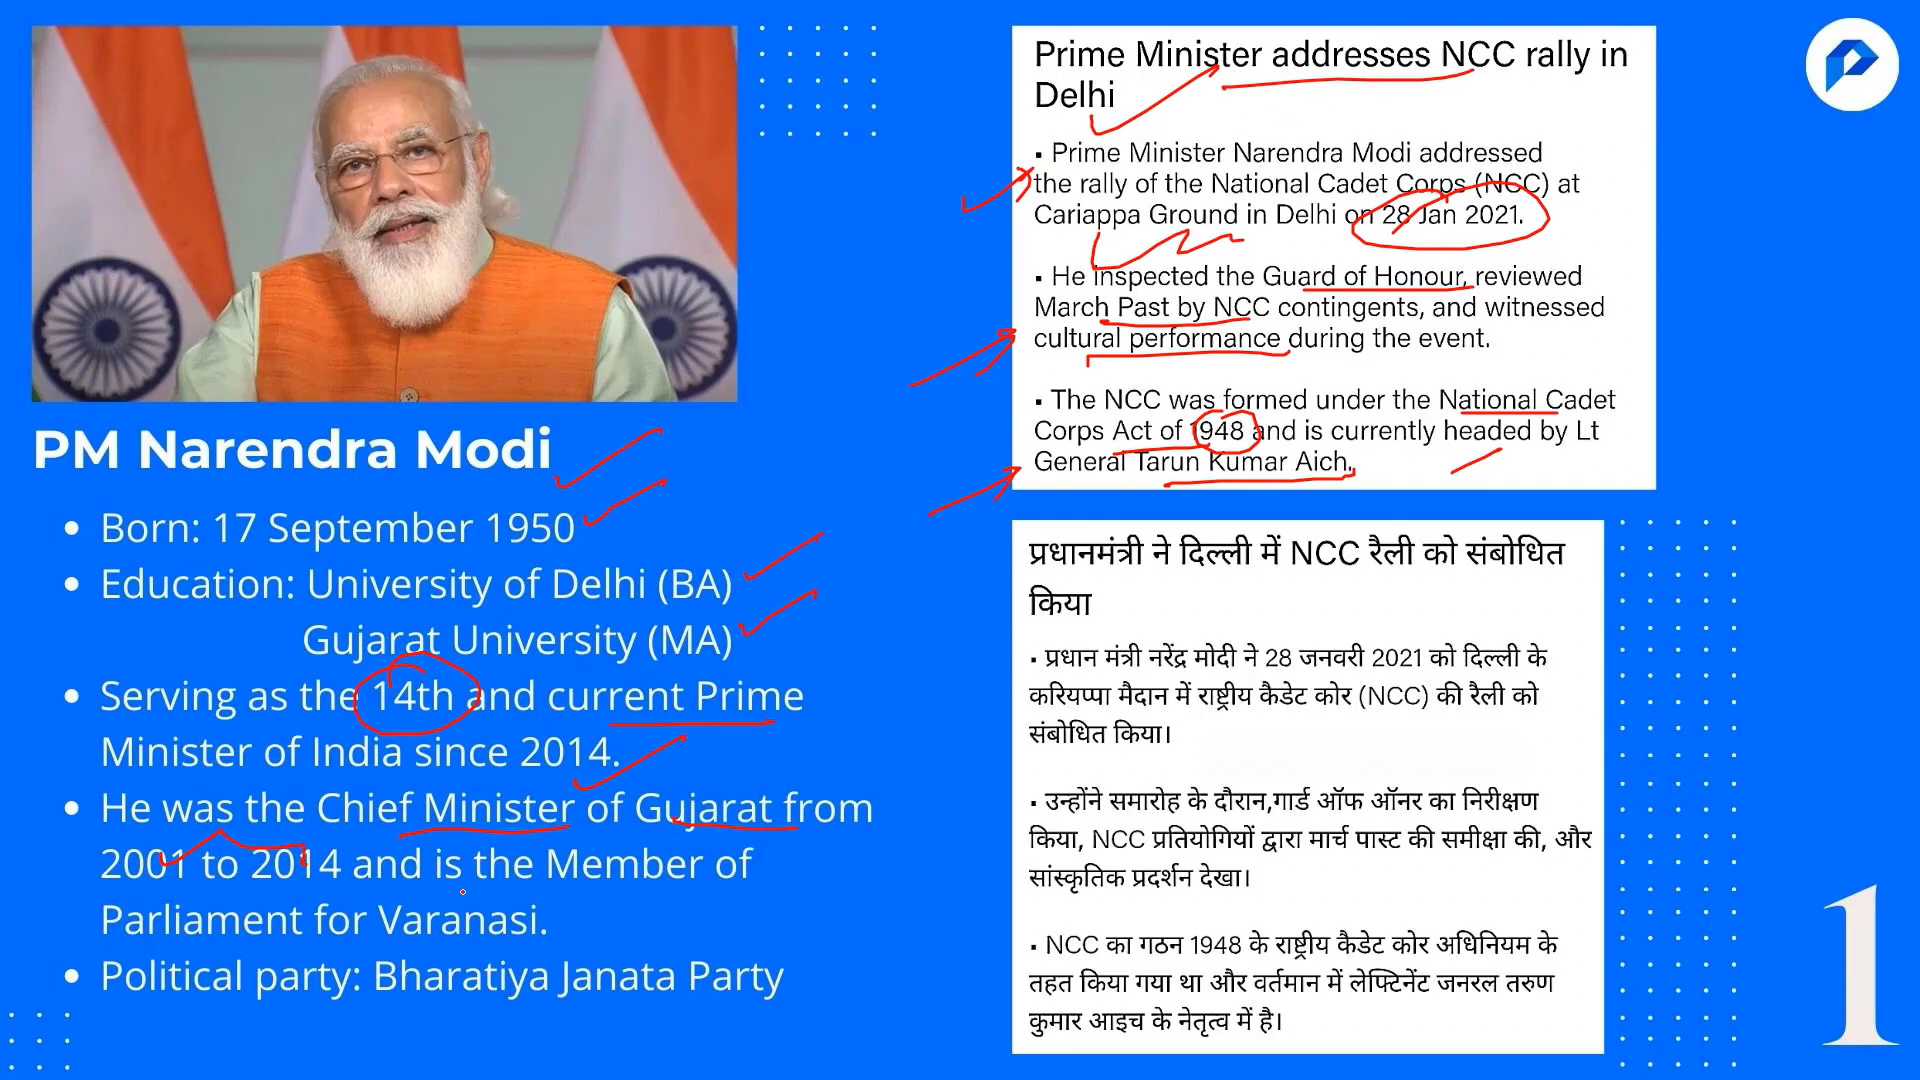 PM Narendra Modi
• Born: 17 September 1950
• Education: University of Delhi (BA)
Gujarat University (MA)
• Serving as the 14th and current Prime
Minister of India since 2014.
• He was the Chief Minister of Gujarat from
2001 to 2014 and is the Member of
Parliament for Varanasi.
• Political party: Bharatiya Janata Party
Prime Minister addresses NCC rally in
Delhi
▪ Prime Minister Narendra Modi addressed
the rally of the National Cadet Corps (NCC) at
Cariappa Ground in Delhi on 28 Jan 2021.
▪ He inspected the Guard of Honour, reviewed
March Past by NCC contingents, and witnessed
cultural performance during the event.
▪ The NCC was formed under the National Cadet
Corps Act of 1948 and is currently headed by Lt
General Tarun Kumar Aich.
प्रधानमंत्री ने दिल्ली में NCC रैली को संबोधित
किया
▪ प्रधान मंत्री नरेंद्र मोदी ने 28 जनवरी 2021 को दिल्ली के
करियप्पा मैदान में राष्ट्रीय कैडेट कोर (NCC) की रैली को
संबोधित किया।
▪ उन्होंने समारोह के दौरान,गार्ड ऑफ ऑनर का निरीक्षण
किया, NCC प्रतियोगियों द्वारा मार्च पास्ट की समीक्षा की, और
सांस्कृतिक प्रदर्शन देखा।
▪ NCC का गठन 1948 के राष्ट्रीय कैडेट कोर अधिनियम के
तहत किया गया था और वर्तमान में लेफ्टिनेंट जनरल तरुण
कुमार आइच के नेतृत्व में है।
1